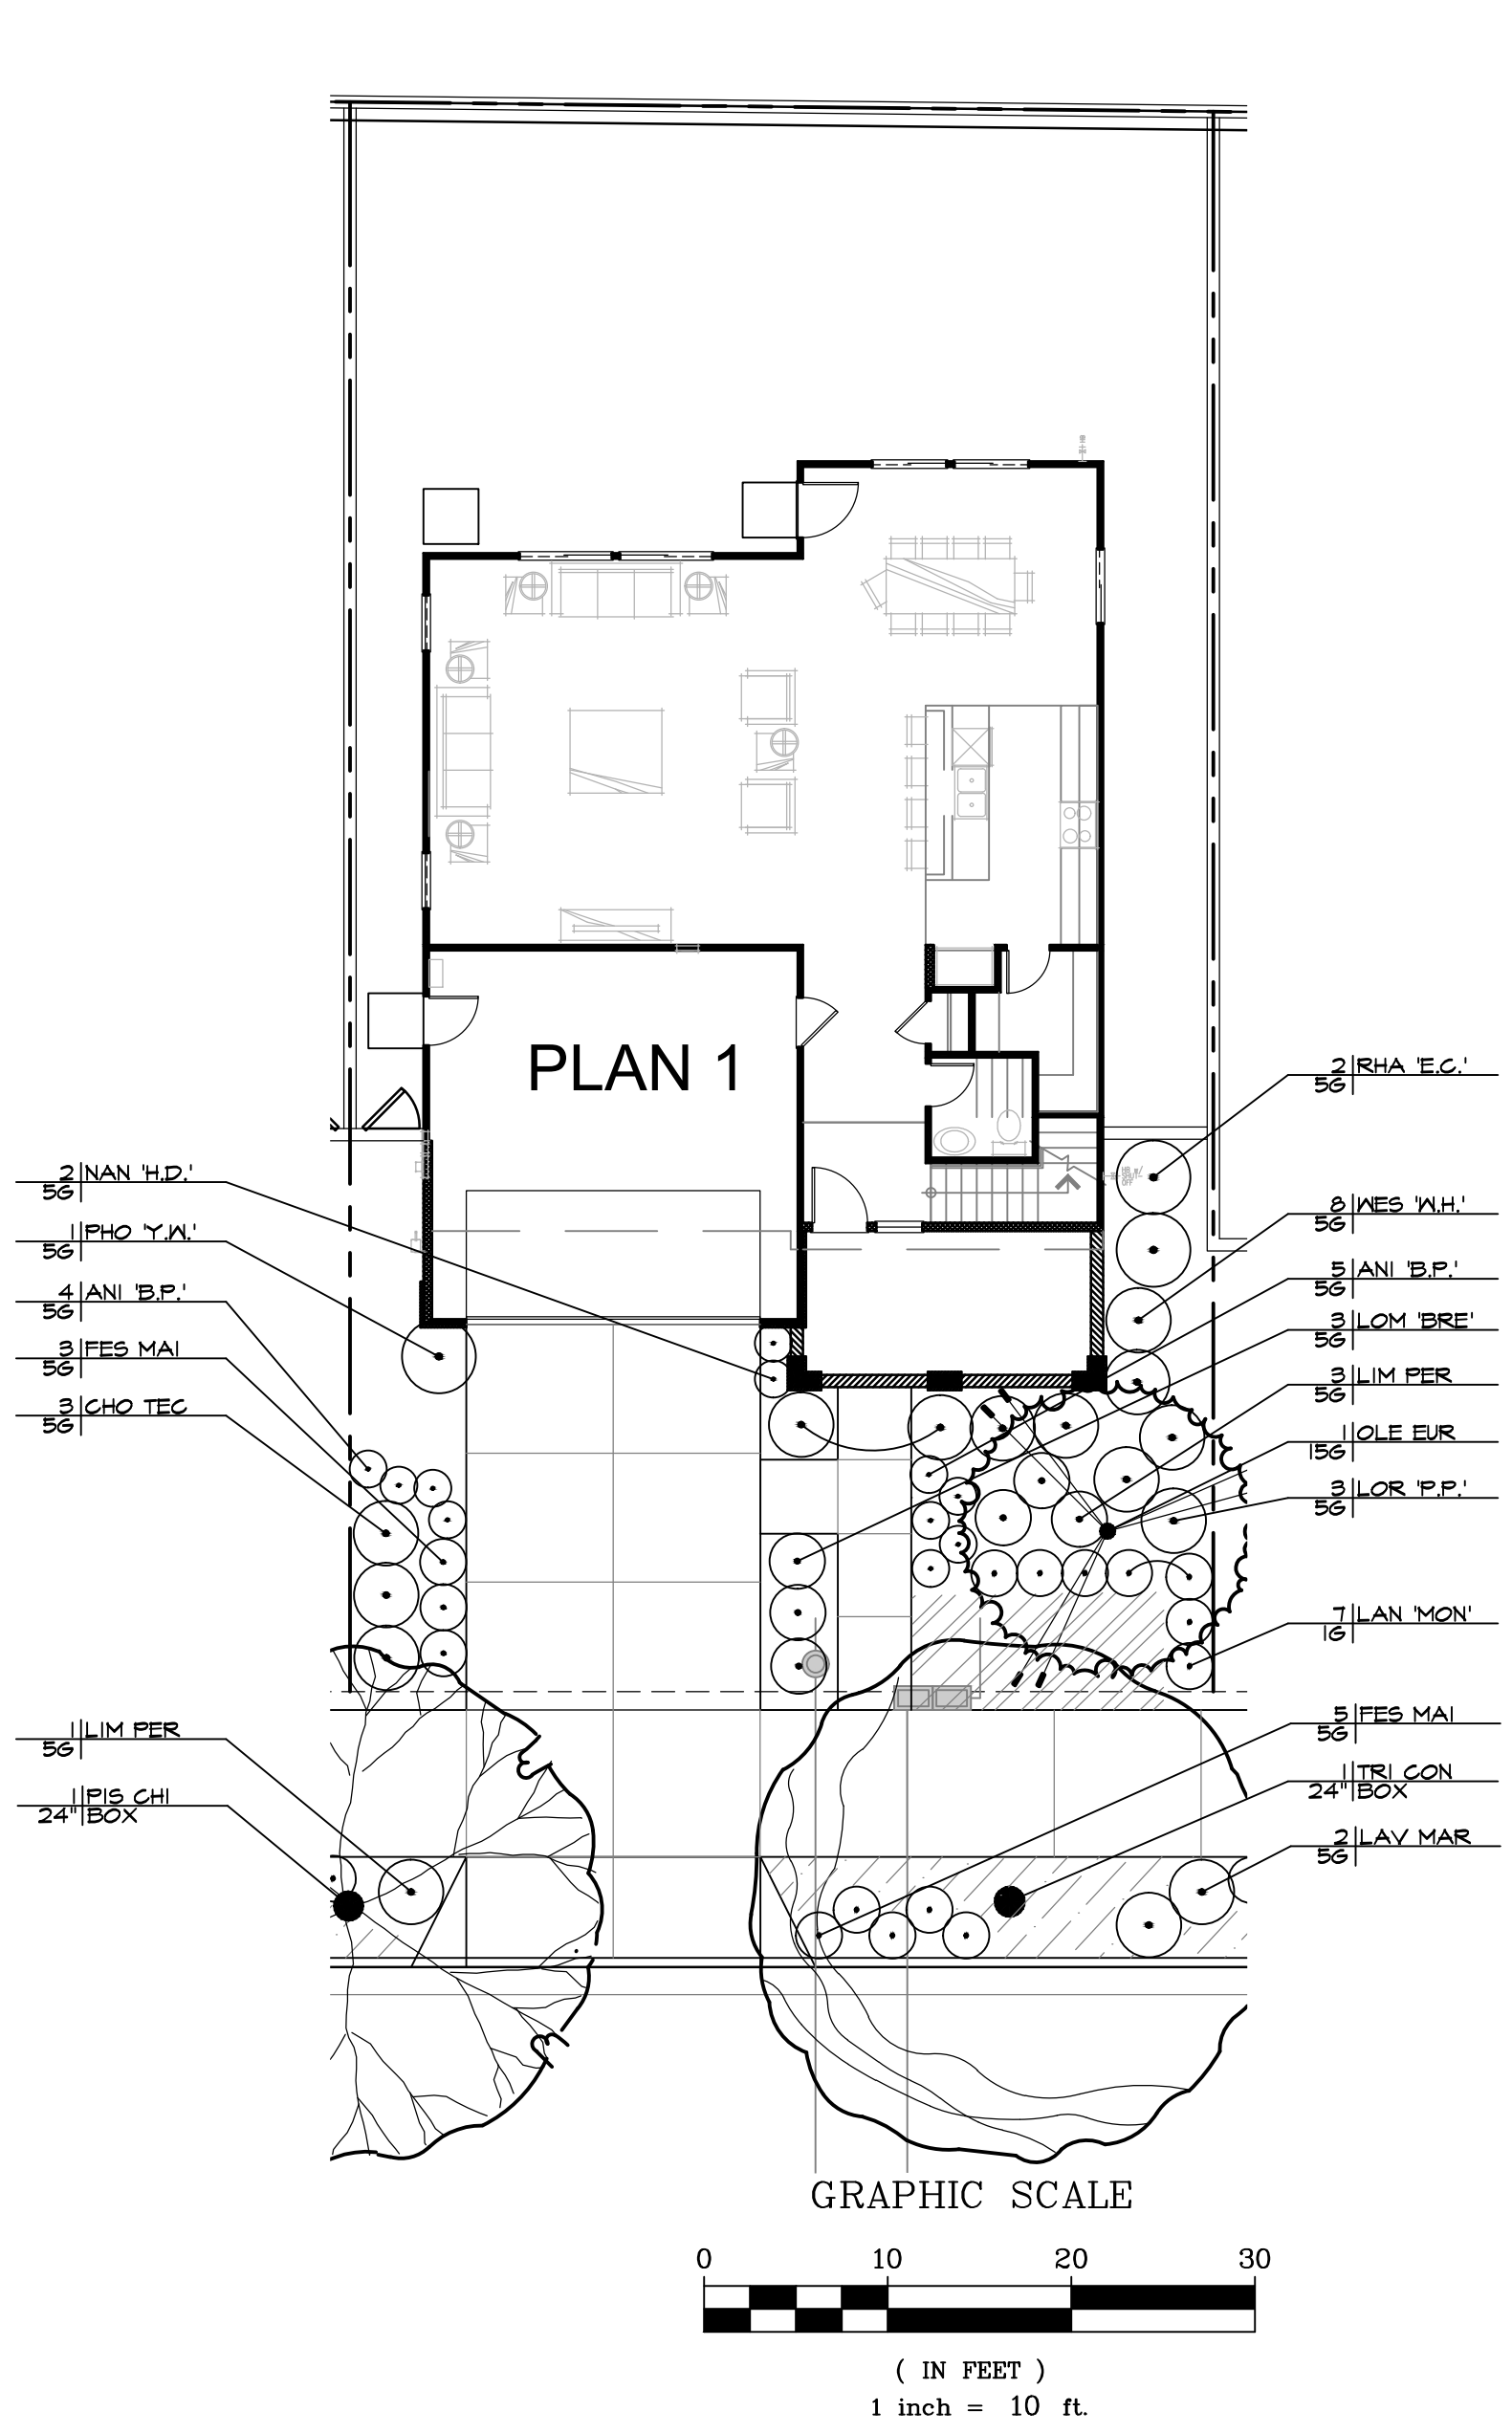 PLAN 1
HB w/
SHUT-
OFF
2 NAN 'H.D.'
5G
1 PHO 'Y.W.'
5G
4 ANI 'B.P.'
5G
3 FES MAI
5G
3 CHO TEC
5G
1 LIM PER
5G
1 PIS CHI
24" BOX
2 RHA 'E.C.'
5G
8 WES 'W.H.'
5G
5 ANI 'B.P.'
5G
3 LOM 'BRE'
5G
3 LIM PER
5G
1 OLE EUR
15G
3 LOR 'P.P.'
5G
7 LAN 'MON'
1G
5 FES MAI
5G
1 TRI CON
24" BOX
2 LAV MAR
5G
GRAPHIC SCALE
0 10 20 30
( IN FEET )
1 inch = 10 ft.